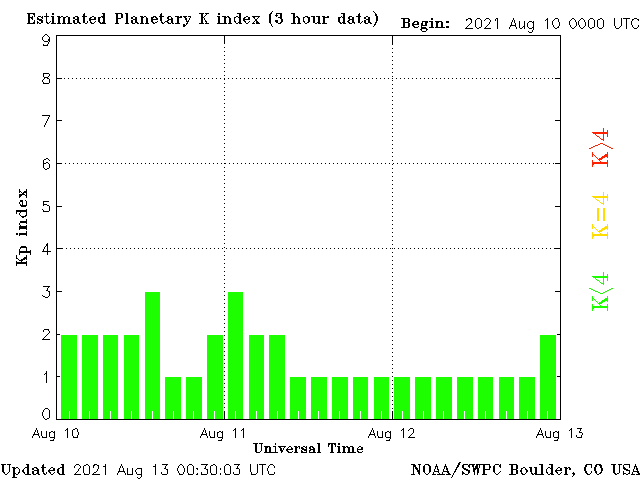 Estimated Planetary K index (3 hour data)
Begin: 2021 Aug 10 0000 UTC
9
8
7
6
5
4
3
2
1
0
Kp index
K>4
K=4
K<4
Aug 10
Aug 11
Aug 12
Aug 13
Universal Time
Updated 2021 Aug 13 00:30:03 UTC
NOAA/SWPC Boulder, CO USA